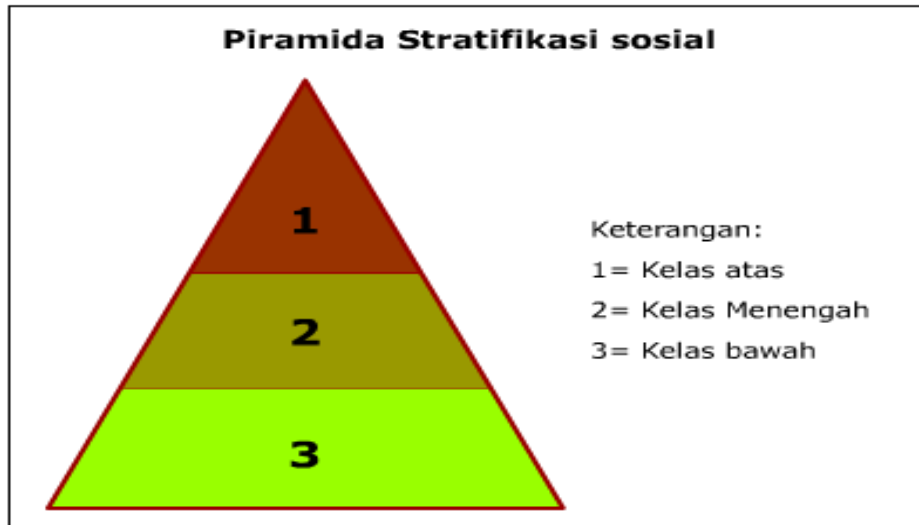 Piramida Stratifikasi sosial
1
2
3
Keterangan:
1= Kelas atas
2= Kelas Menengah
3= Kelas bawah